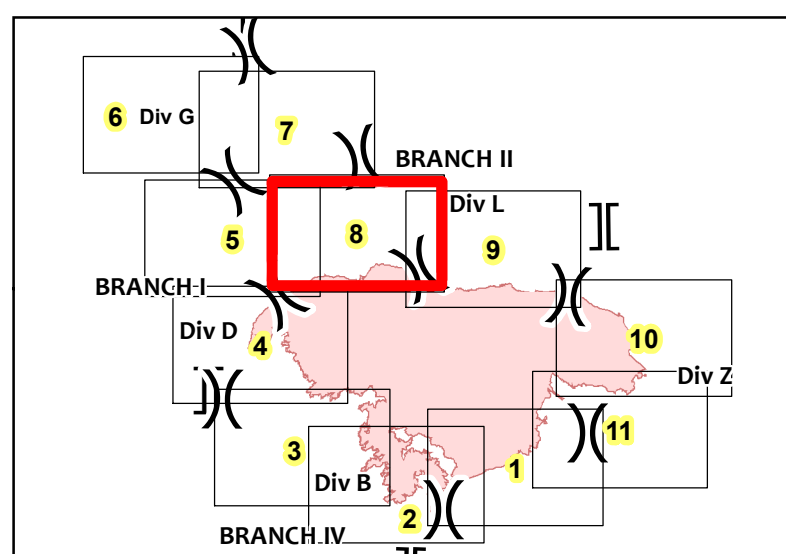 6
Div G
7
BRANCH II
Div L
5
8
9
BRANCH I
Div D
4
10
Div Z
3
11
1
Div B
2
BRANCH IV